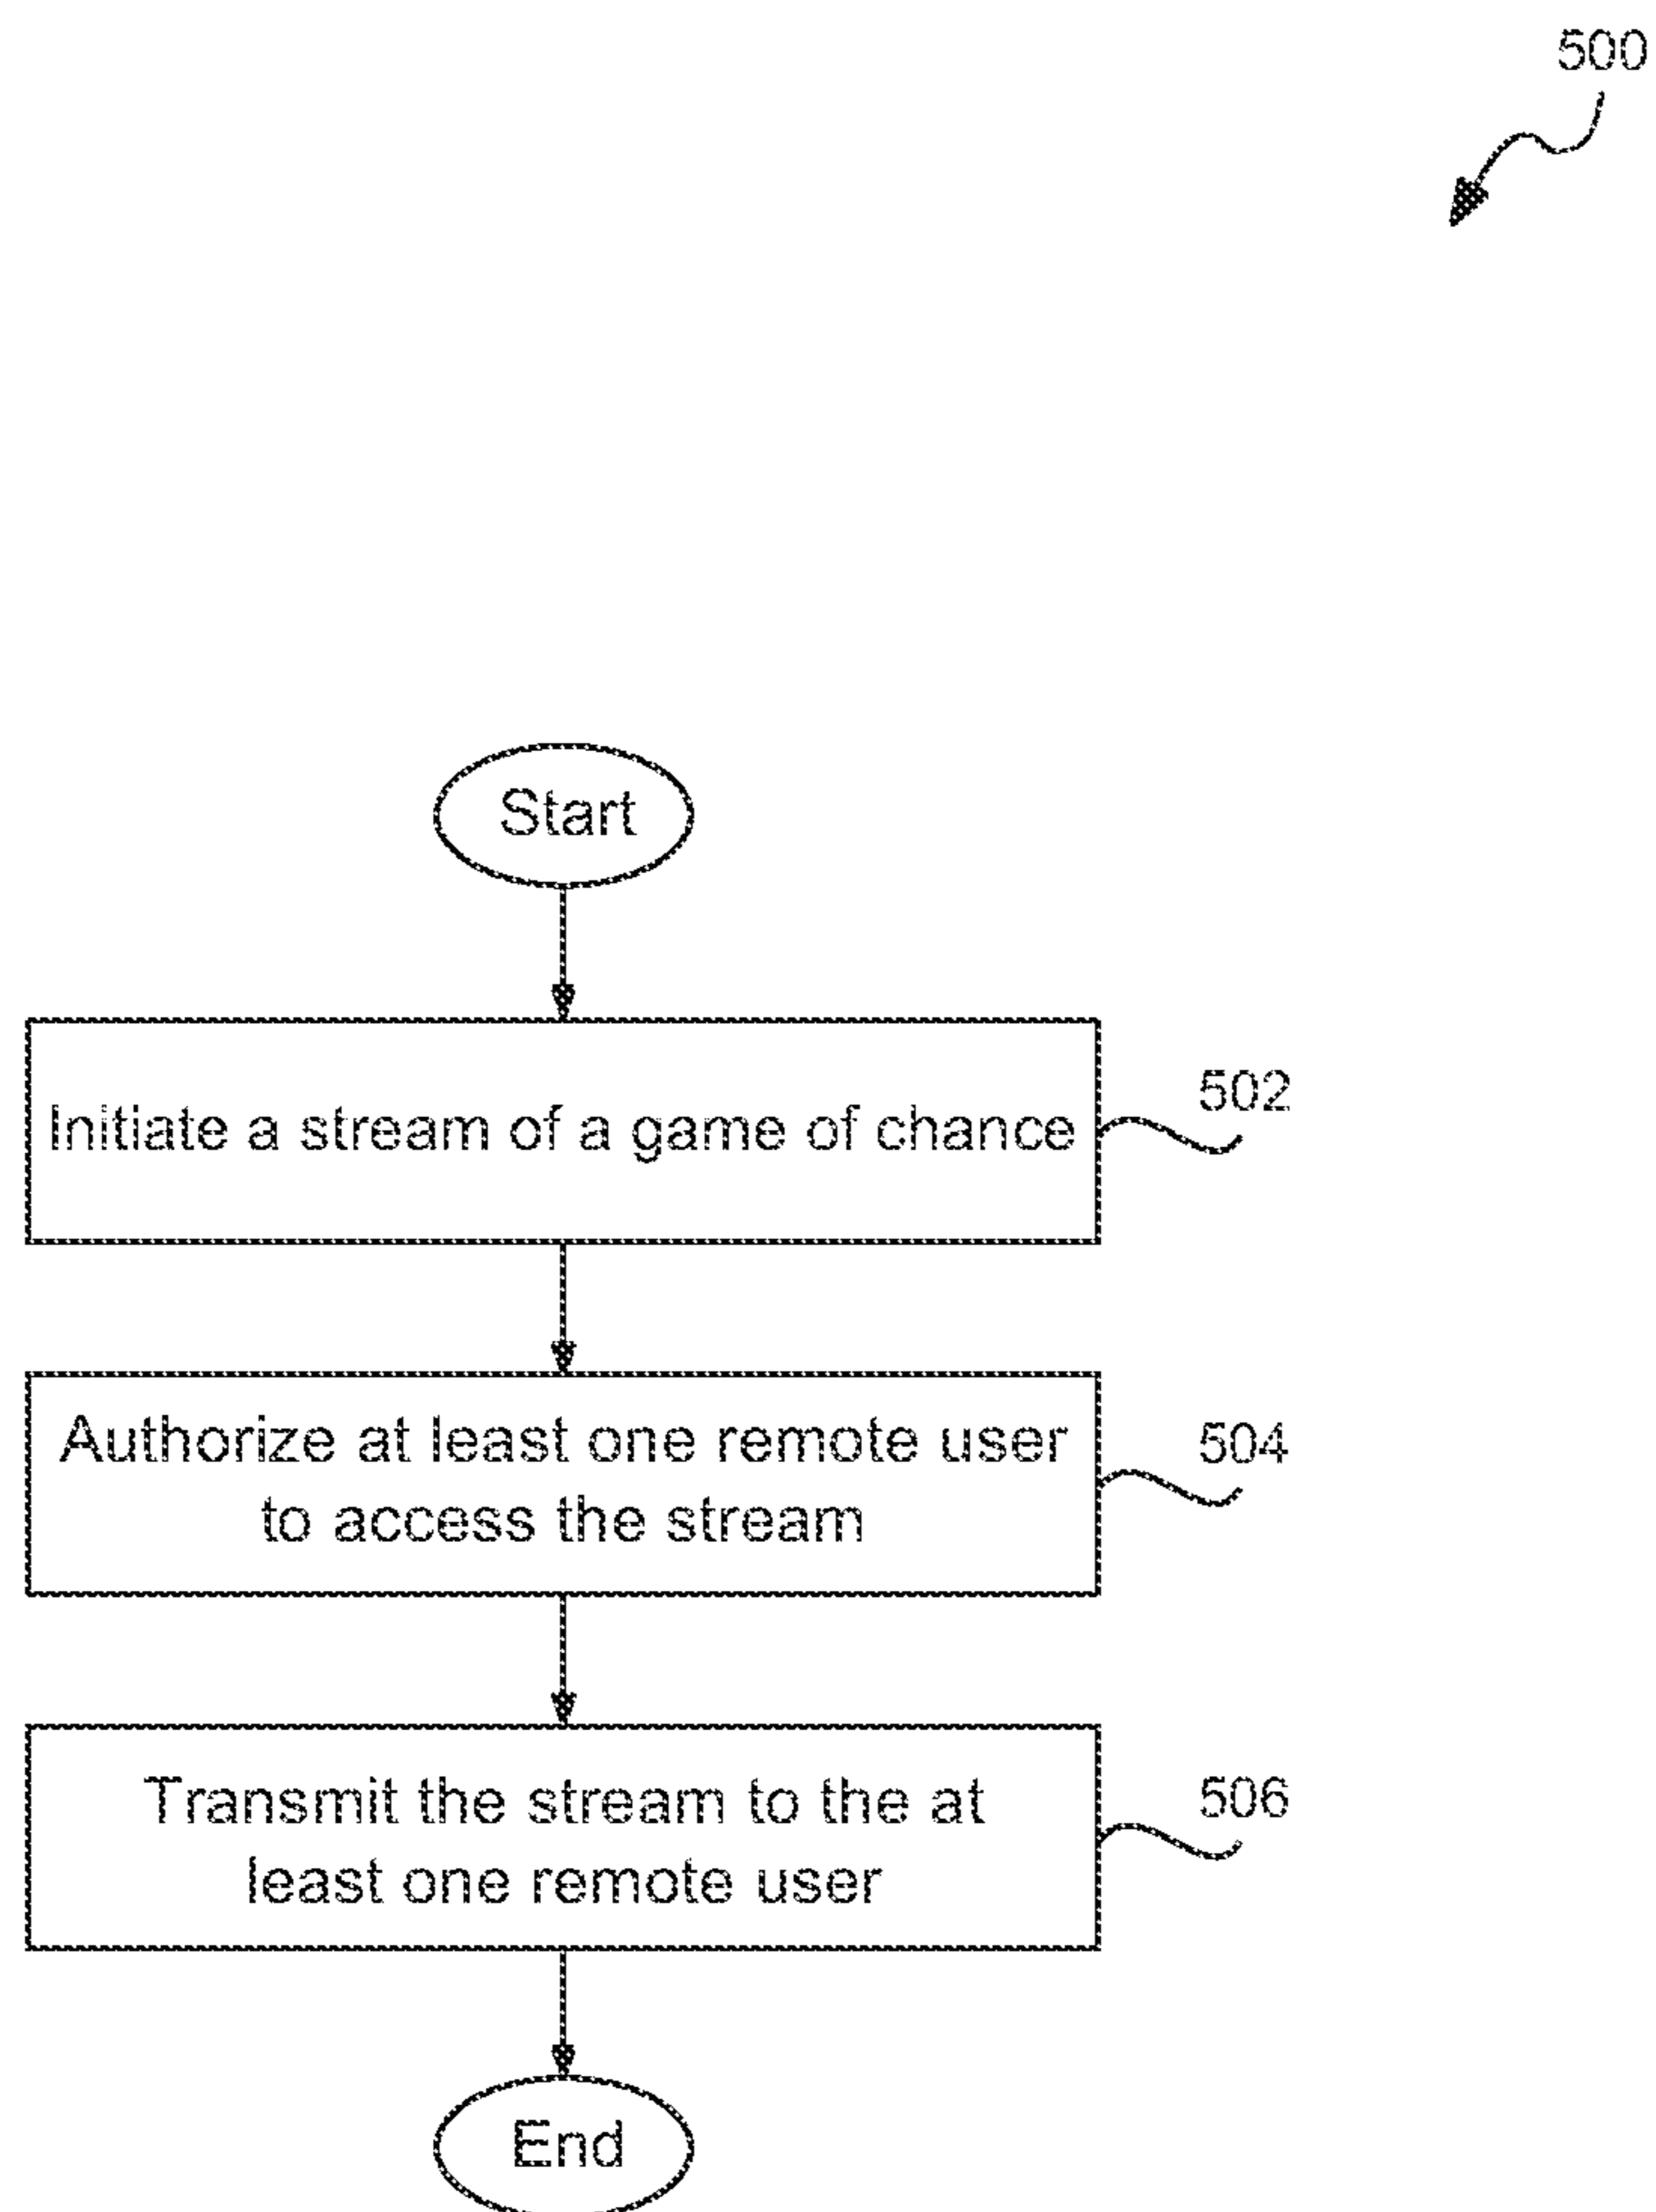 500
Start
Initiate a stream of a game of chance
502
Authorize at least one remote user
to access the stream
504
Transmit the stream to the at
least one remote user
506
End